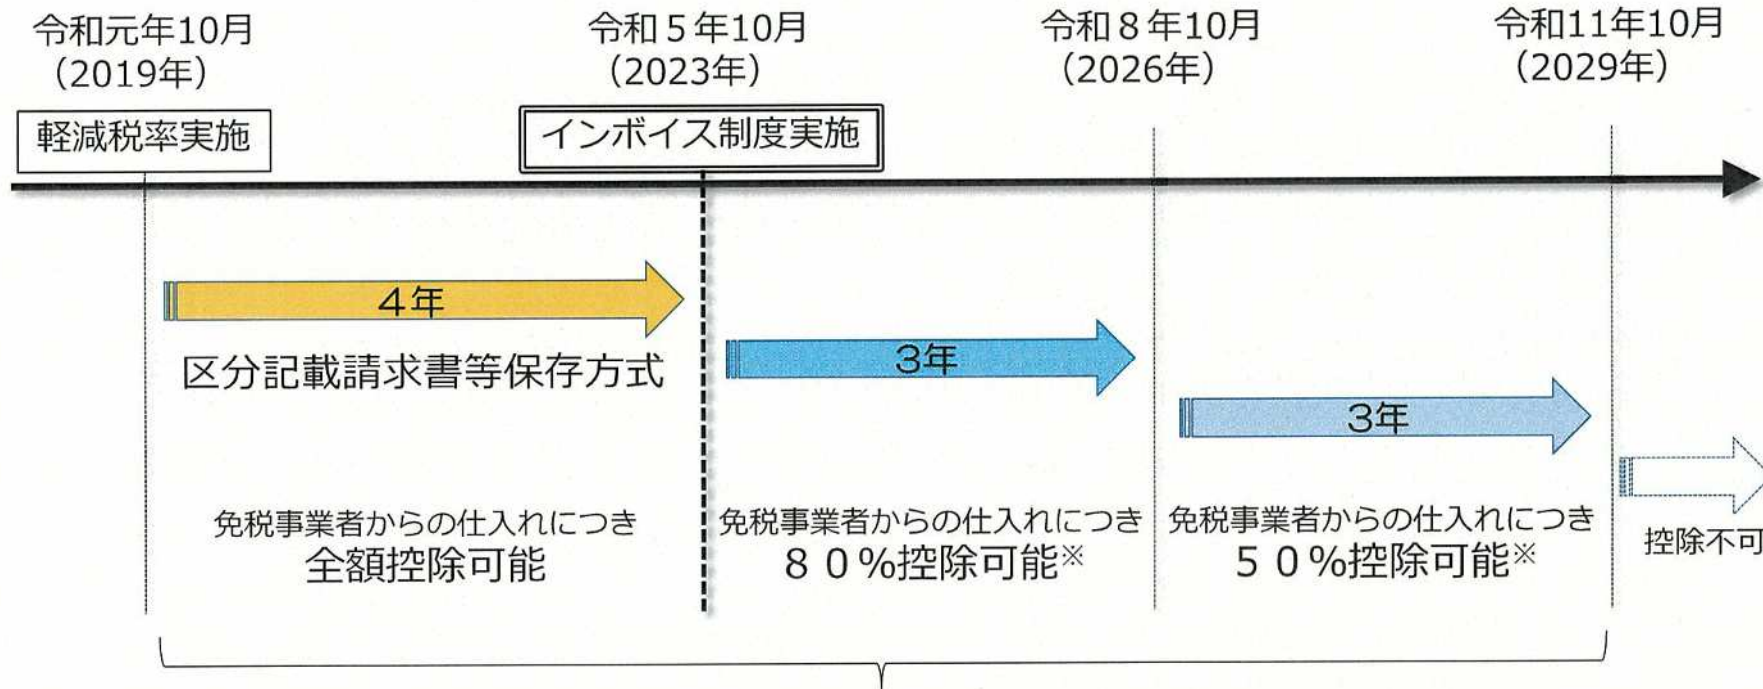 令和元年10月
(2019年)
令和５年10月
(2023年)
令和８年10月
(2026年)
令和11年10月
(2029年)
軽減税率実施
インボイス制度実施
４年
区分記載請求書等保存方式
３年
３年
免税事業者からの仕入れにつき
全額控除可能
免税事業者からの仕入れにつき
８０%控除可能※
免税事業者からの仕入れにつき
５０%控除可能※
控除不可